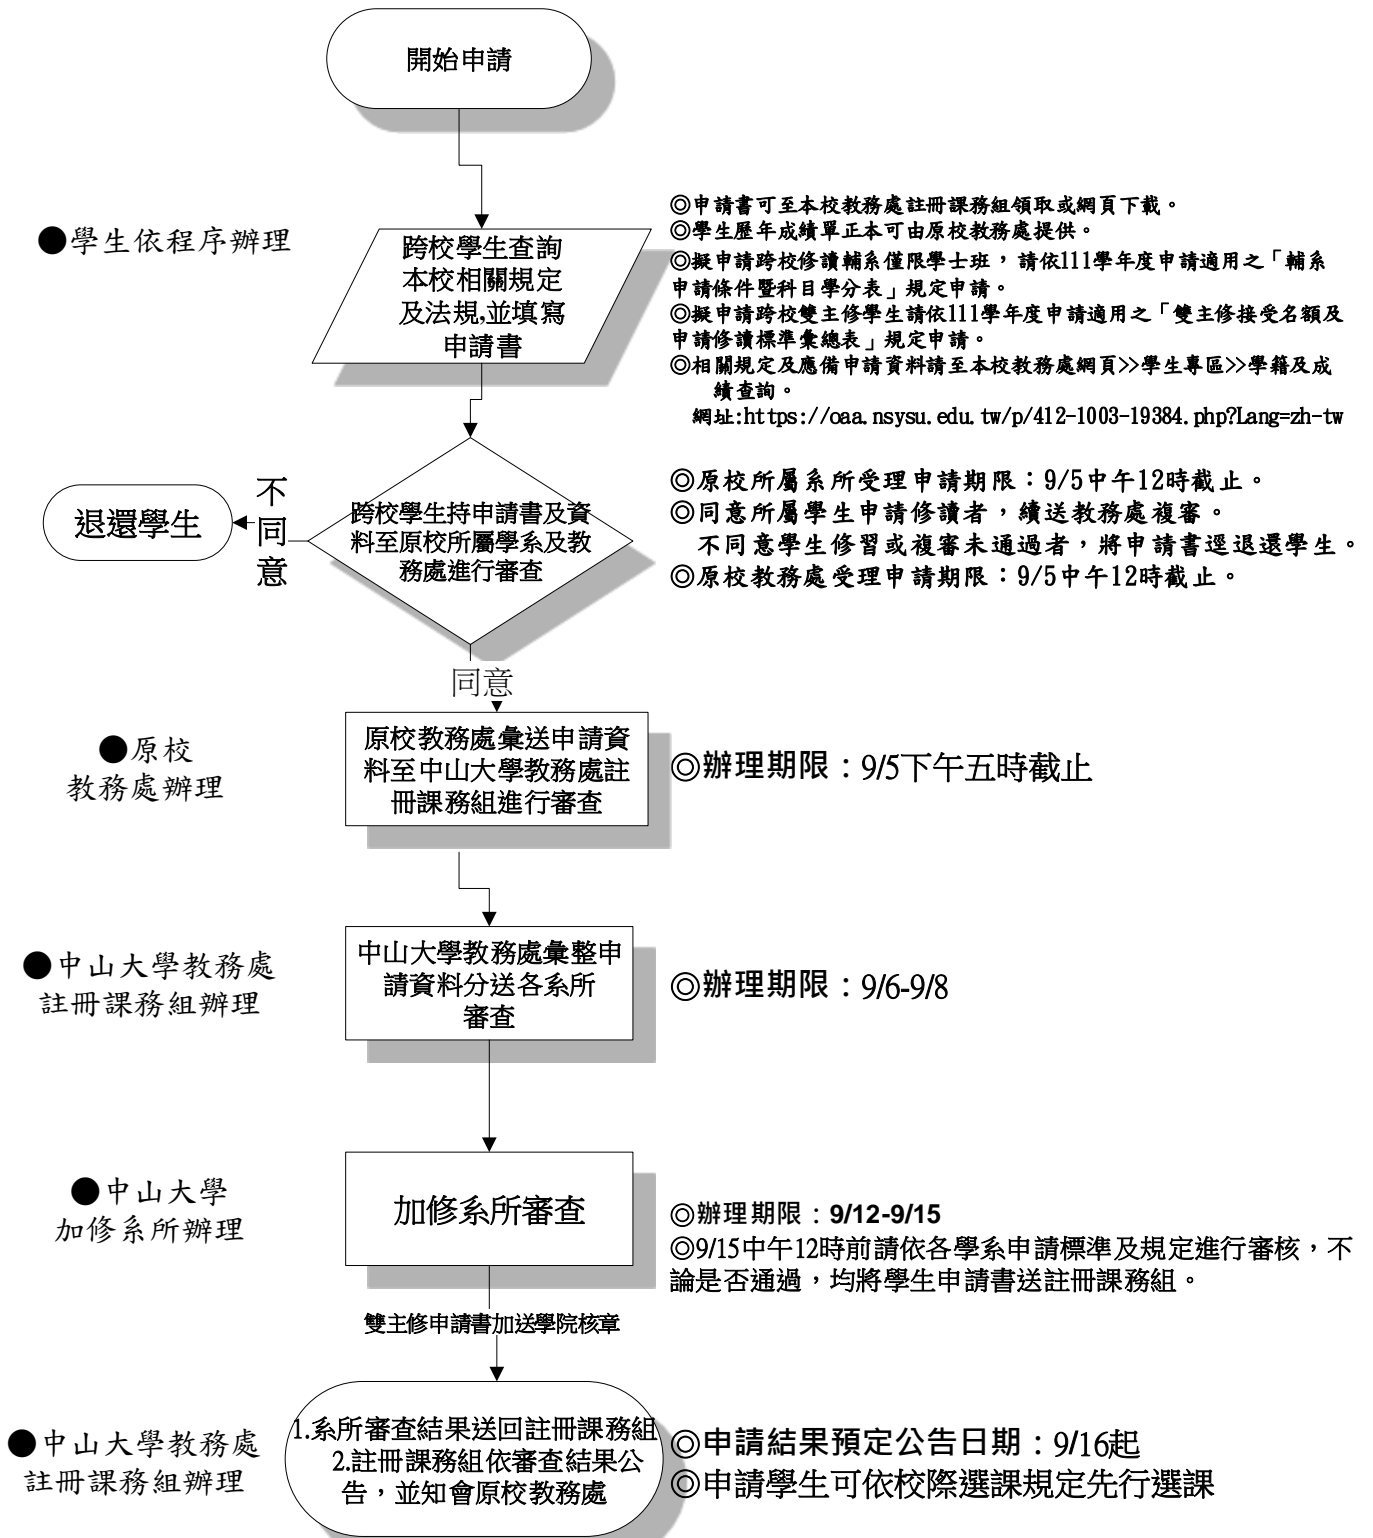 開始申請
●學生依程序辦理
跨校學生查詢
本校相關規定
及法規,並填寫
申請書
◎申請書可至本校教務處註冊課務組領取或網頁下載。
◎學生歷年成績單正本可由原校教務處提供。
◎擬申請跨校修讀輔系僅限學士班，請依111學年度申請適用之「輔系
申請條件暨科目學分表」規定申請。
◎擬申請跨校雙主修學生請依111學年度申請適用之「雙主修接受名額及
申請修讀標準彙總表」規定申請。
◎相關規定及應備申請資料請至本校教務處網頁>>學生專區>>學籍及成
績查詢。
網址:https://oaa.nsysu.edu.tw/p/412-1003-19384.php?Lang=zh-tw
退還學生
不
同
意
跨校學生持申請書及資
料至原校所屬學系及教
務處進行審查
◎原校所屬系所受理申請期限：9/5中午12時截止。
◎同意所屬學生申請修讀者，續送教務處複審。
不同意學生修習或複審未通過者，將申請書逕退還學生。
◎原校教務處受理申請期限：9/5中午12時截止。
同意
●原校
教務處辦理
原校教務處彙送申請資
料至中山大學教務處註
冊課務組進行審查
◎辦理期限：9/5下午五時截止
●中山大學教務處
註冊課務組辦理
中山大學教務處彙整申
請資料分送各系所
審查
◎辦理期限：9/6-9/8
●中山大學
加修系所辦理
加修系所審查
◎辦理期限：9/12-9/15
◎9/15中午12時前請依各學系申請標準及規定進行審核，不
論是否通過，均將學生申請書送註冊課務組。
雙主修申請書加送學院核章
●中山大學教務處
註冊課務組辦理
1.系所審查結果送回註冊課務組
2.註冊課務組依審查結果公
告，並知會原校教務處
◎申請結果預定公告日期：9/16起
◎申請學生可依校際選課規定先行選課